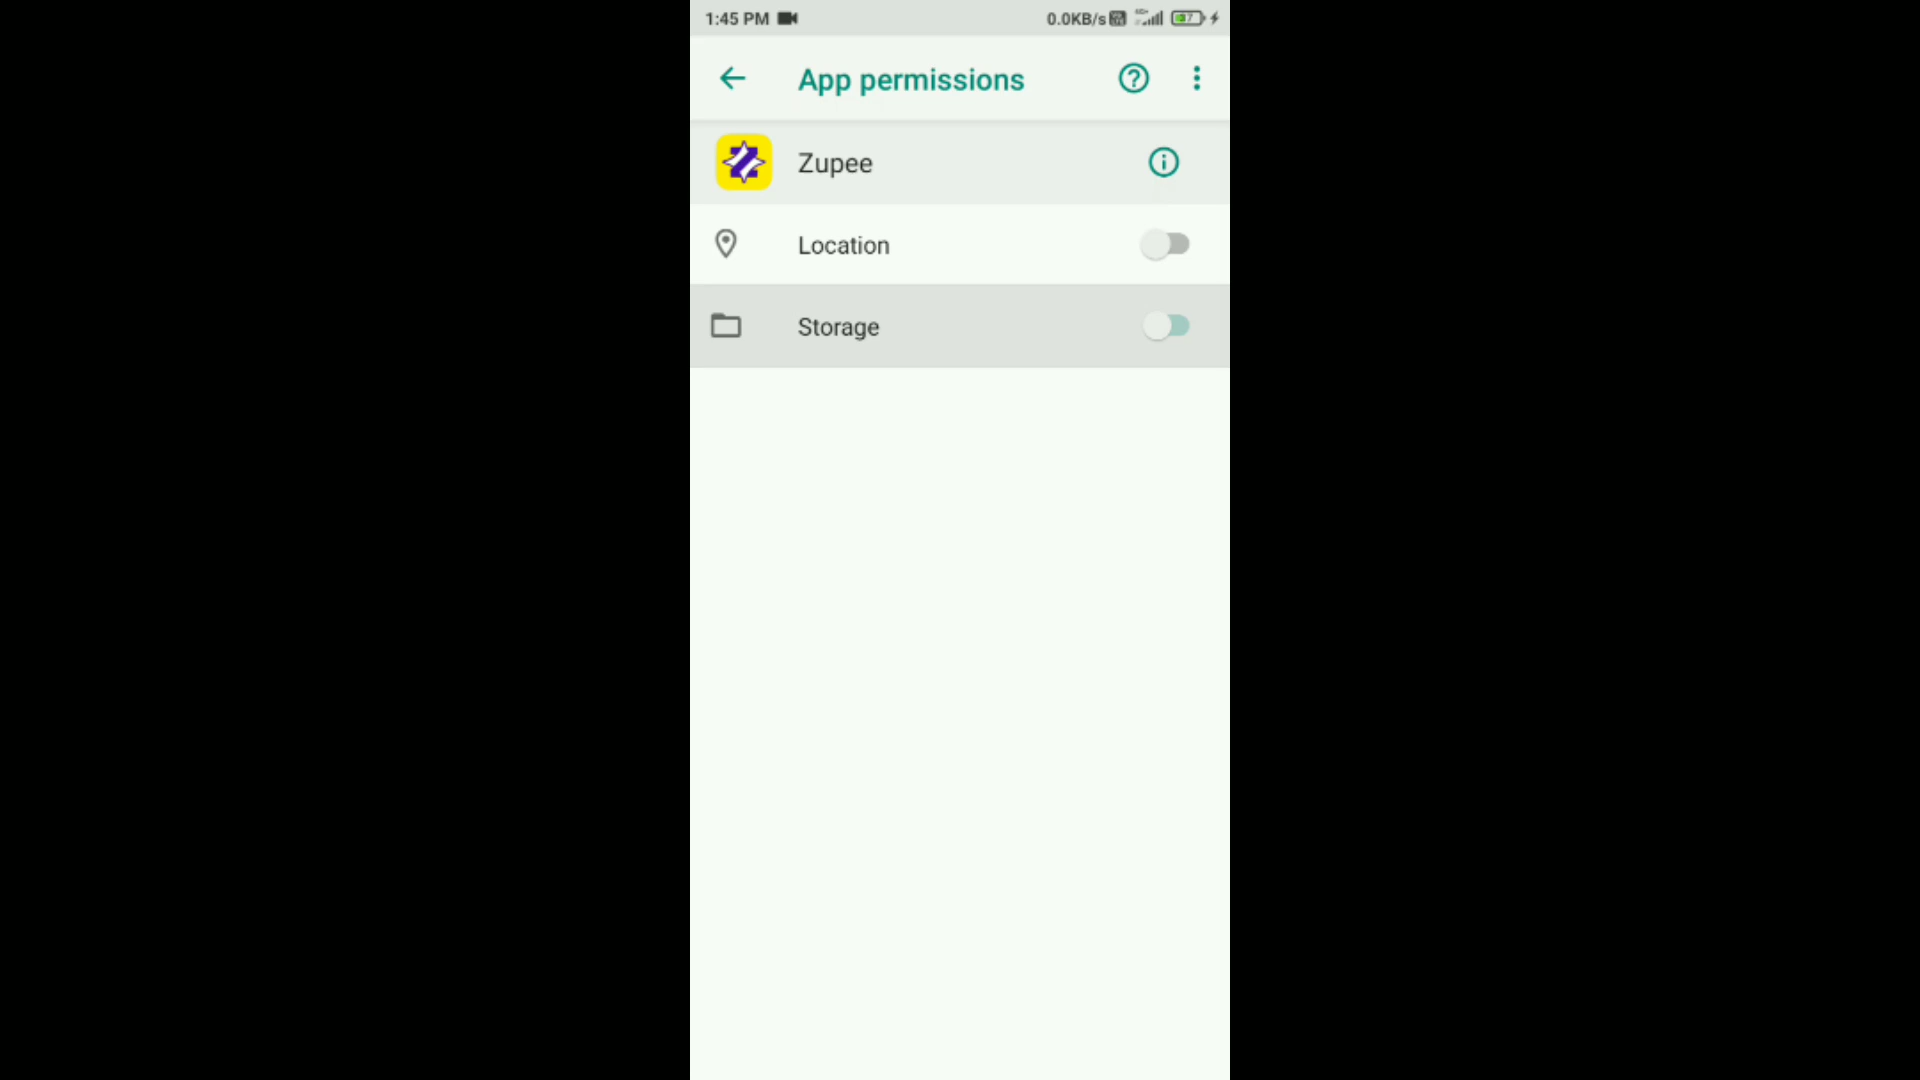 1:45 PM 0.0KB/s
App permissions
Zupee
Location
Storage